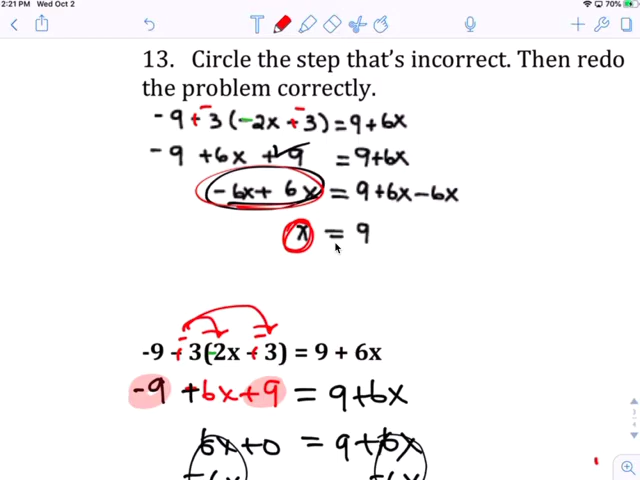 2:21 PM Wed Oct 2
70%
13. Circle the step that's incorrect. Then redo
the problem correctly.
-9 + -3 (-2x + -3) = 9 + 6x
-9 + 6x + 9 = 9 + 6x
-6x + 6x = 9 + 6x - 6x
x = 9
-9 - 3(-2x - 3) = 9 + 6x
-9 + 6x + 9 = 9 + 6x
6x + 0 = 9 + 6x